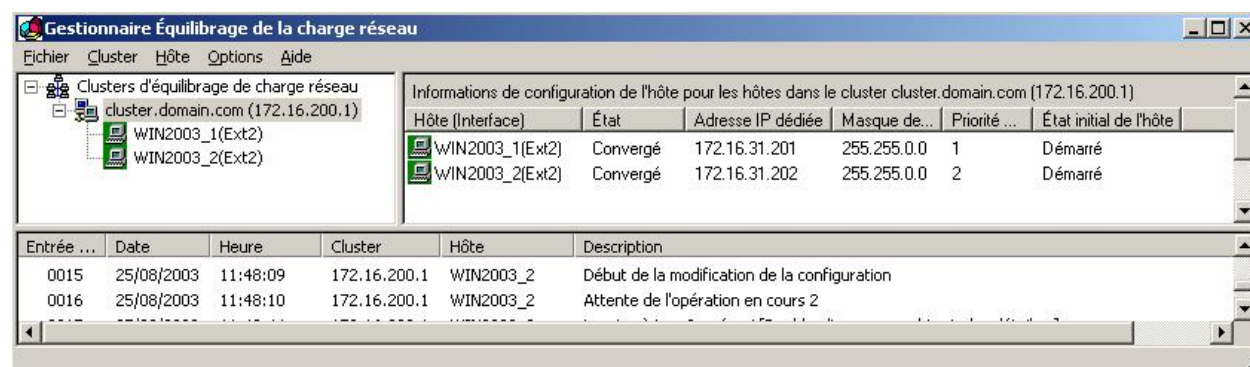 Gestionnaire Équilibrage de la charge réseau
Fichier Cluster Hôte Options Aide
Clusters d'équilibrage de charge réseau
cluster.domain.com (172.16.200.1)
WIN2003_1(Ext2)
WIN2003_2(Ext2)
Informations de configuration de l'hôte pour les hôtes dans le cluster cluster.domain.com (172.16.200.1)
Hôte (Interface) État Adresse IP dédiée Masque de... Priorité ... État initial de l'hôte
WIN2003_1(Ext2) Convergé 172.16.31.201 255.255.0.0 1 Démarré
WIN2003_2(Ext2) Convergé 172.16.31.202 255.255.0.0 2 Démarré
Entrée ... Date Heure Cluster Hôte Description
0015 25/08/2003 11:48:09 172.16.200.1 WIN2003_2 Début de la modification de la configuration
0016 25/08/2003 11:48:10 172.16.200.1 WIN2003_2 Attente de l'opération en cours 2